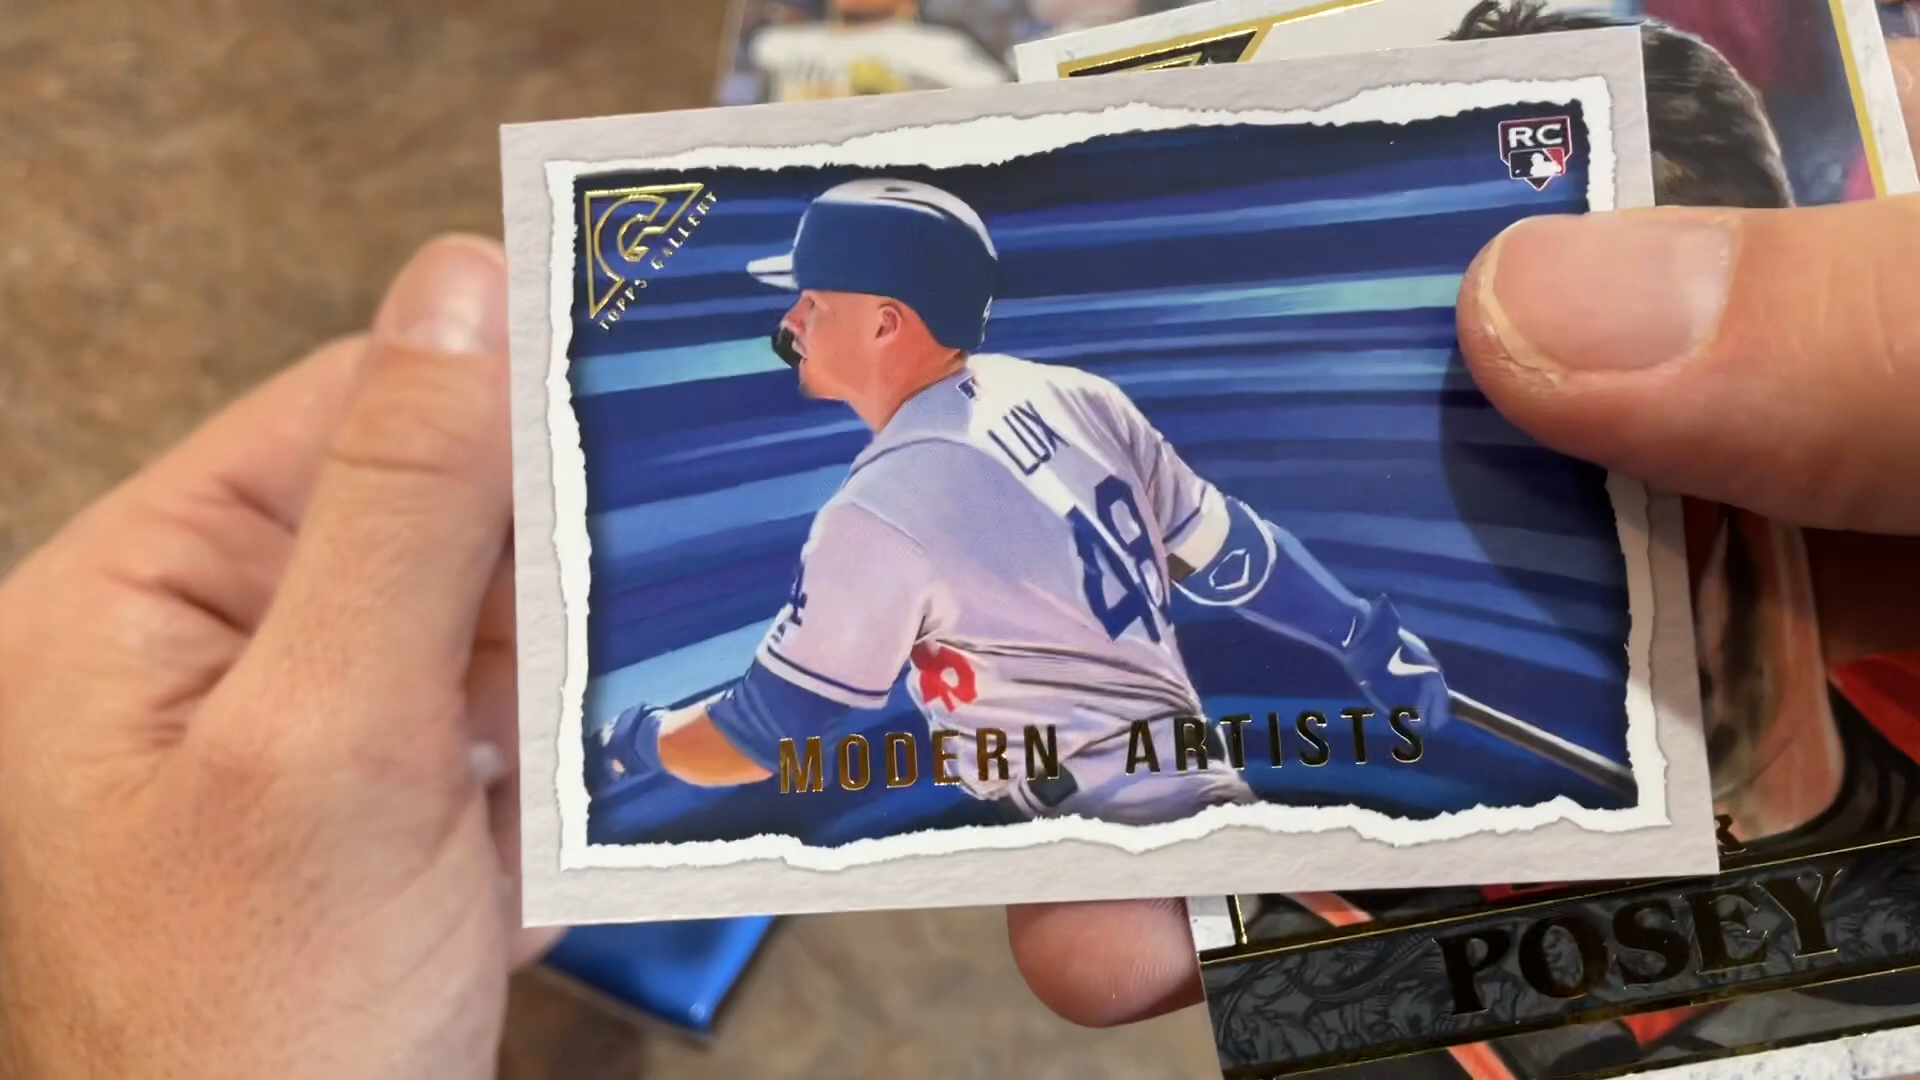 RC
TOPPS GALLERY
LUX
48
MODERN ARTISTS
POSEY